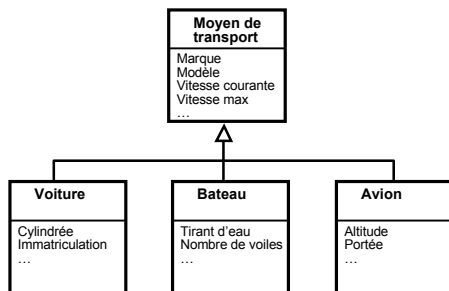 Moyen de
transport
Marque
Modèle
Vitesse courante
Vitesse max
…
Voiture
Cylindrée
Immatriculation
…
Bateau
Tirant d’eau
Nombre de voiles
…
Avion
Altitude
Portée
…